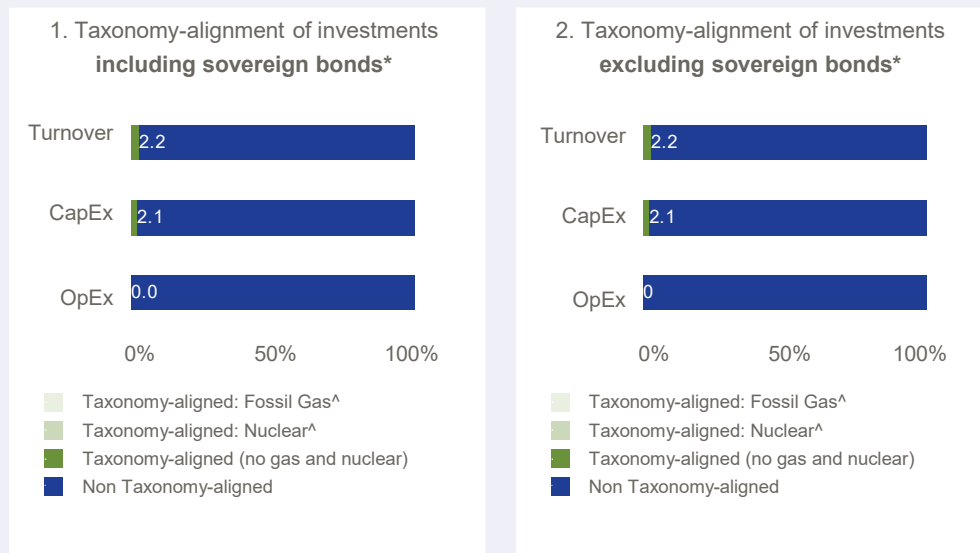 1. Taxonomy-alignment of investments
including sovereign bonds*
Turnover
2.2
CapEx
2.1
OpEx
0.0
0% 50% 100%
Taxonomy-aligned: Fossil Gas^
Taxonomy-aligned: Nuclear^
Taxonomy-aligned (no gas and nuclear)
Non Taxonomy-aligned
2. Taxonomy-alignment of investments
excluding sovereign bonds*
Turnover
2.2
CapEx
2.1
OpEx
0
0% 50% 100%
Taxonomy-aligned: Fossil Gas^
Taxonomy-aligned: Nuclear^
Taxonomy-aligned (no gas and nuclear)
Non Taxonomy-aligned